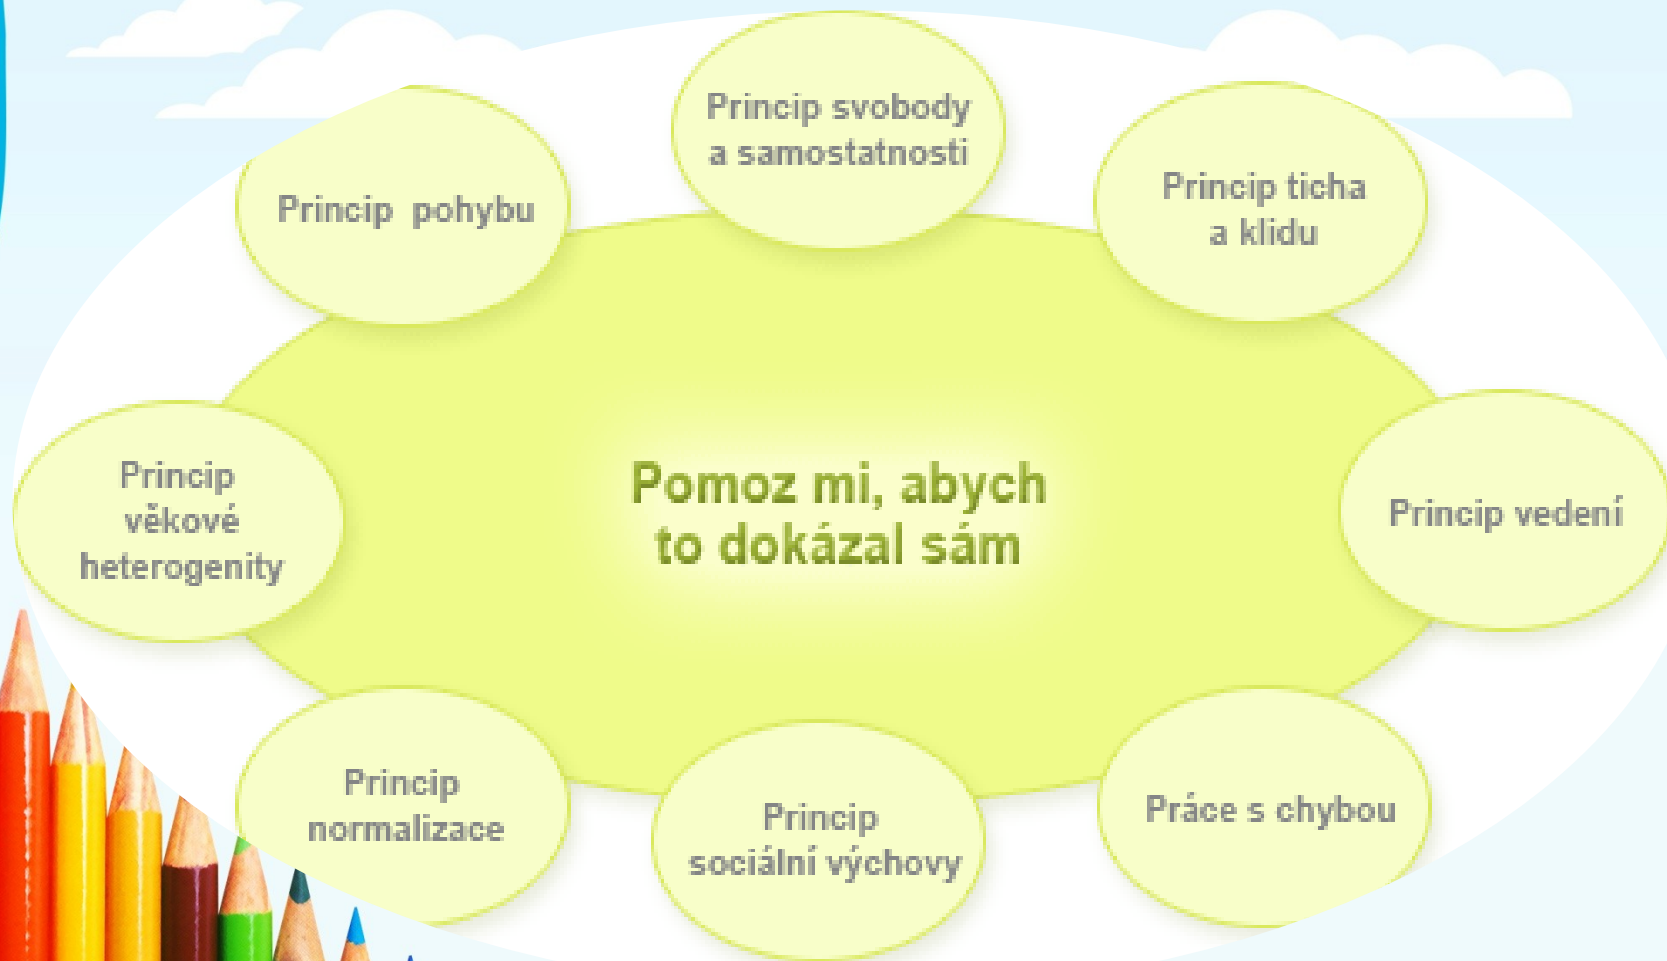 Princip svobody
a samostatnosti
Princip ticha
a klidu
Princip pohybu
Princip
věkové
heterogenity
Pomoz mi, abych
to dokázal sám
Princip vedení
Princip
normalizace
Princip
sociální výchovy
Práce s chybou